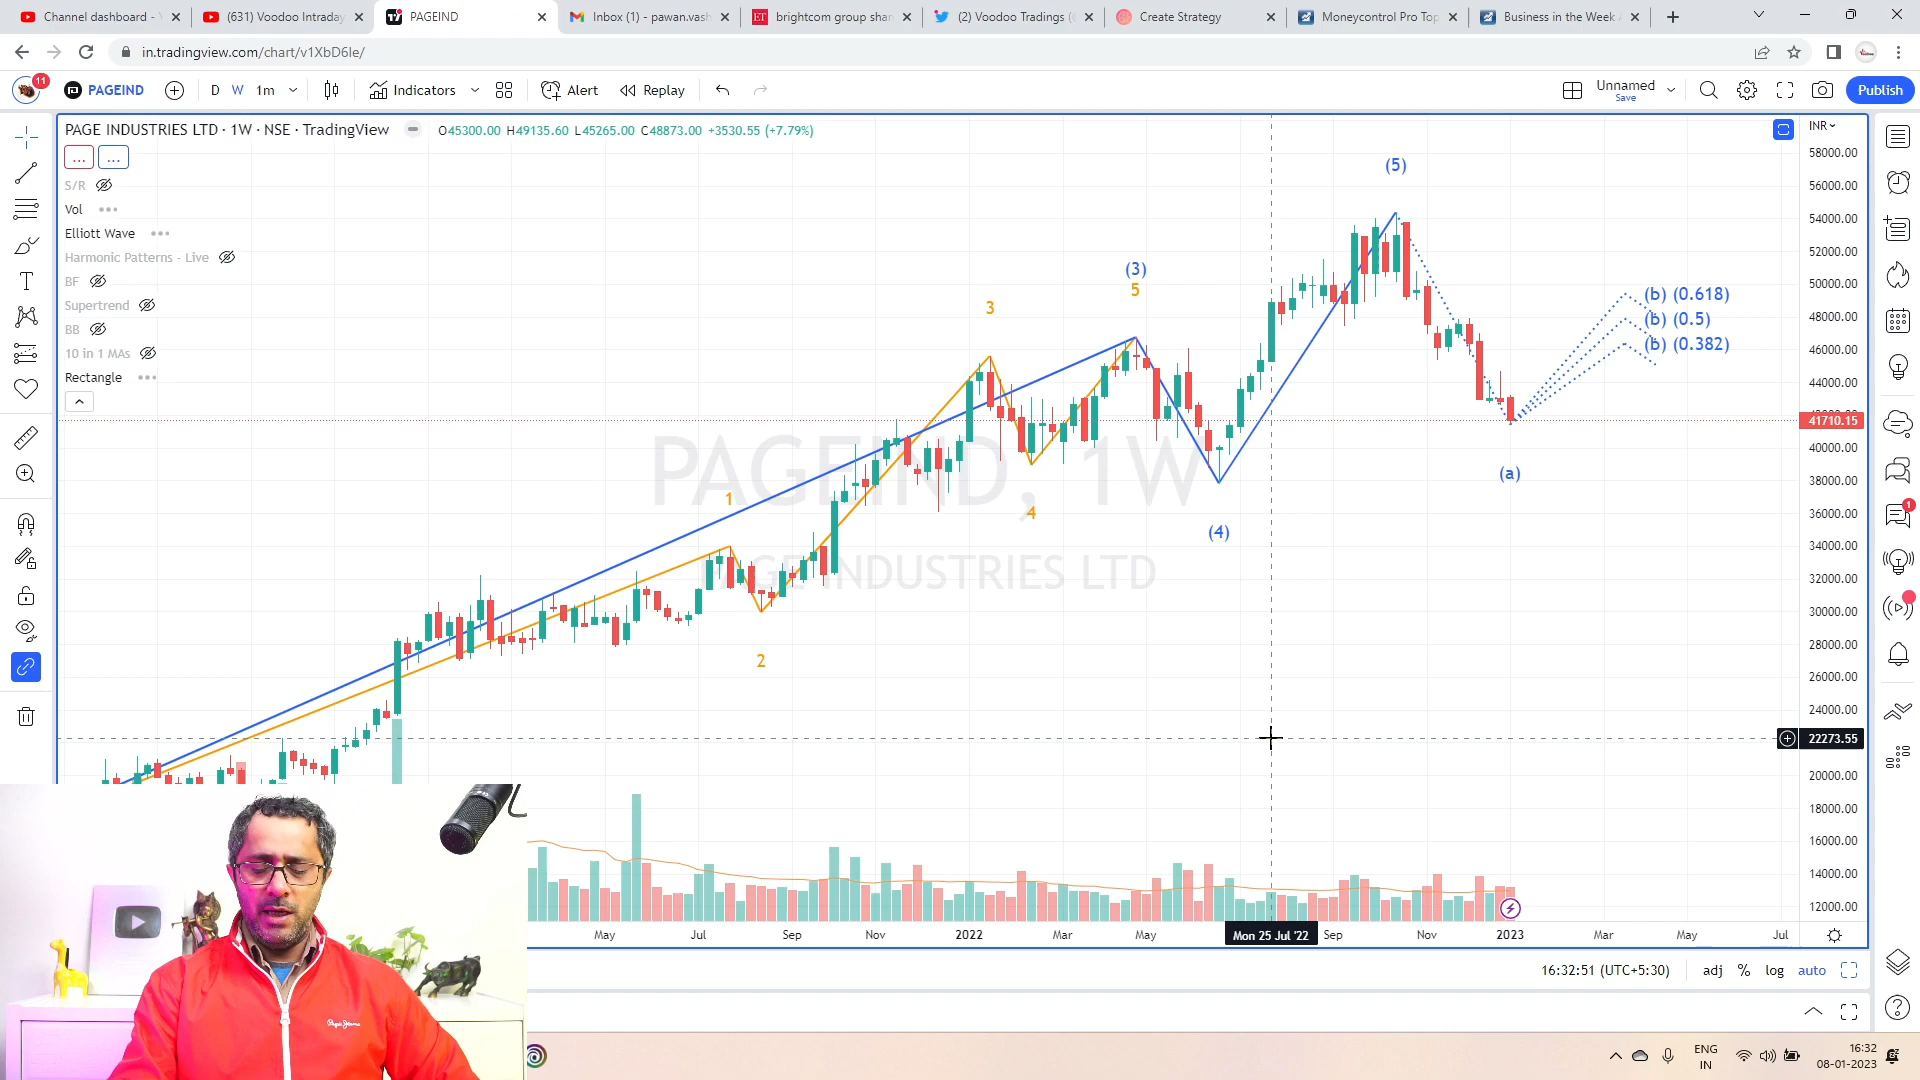 Channel dashboard -
(631) Voodoo Intraday
PAGEIND
Inbox (1) - pawan.vash
brightcom group shar
(2) Voodoo Tradings (
Create Strategy
Moneycontrol Pro Top
Business in the Week
in.tradingview.com/chart/v1XbD6Ie/
11
PAGEIND
D W 1m
Indicators
Alert
Replay
Unnamed
Save
Publish
PAGE INDUSTRIES LTD · 1W · NSE · TradingView
O45300.00 H49135.60 L45265.00 C48873.00 +3530.55 (+7.79%)
INR
S/R
Vol
Elliott Wave
Harmonic Patterns - Live
BF
Supertrend
BB
10 in 1 MAs
Rectangle
(5)
(3)
5
3
(b) (0.618)
(b) (0.5)
(b) (0.382)
(a)
1
4
(4)
2
PAGEIND, 1W
PAGE INDUSTRIES LTD
58000.00
56000.00
54000.00
52000.00
50000.00
48000.00
46000.00
44000.00
41710.15
40000.00
38000.00
36000.00
34000.00
32000.00
30000.00
28000.00
26000.00
24000.00
22273.55
20000.00
18000.00
16000.00
14000.00
12000.00
1
May Jul Sep Nov 2022 Mar May Mon 25 Jul '22 Sep Nov 2023 Mar May Jul
16:32:51 (UTC+5:30)
adj % log auto
Pepe Jeans
ENG
IN
16:32
08-01-2023